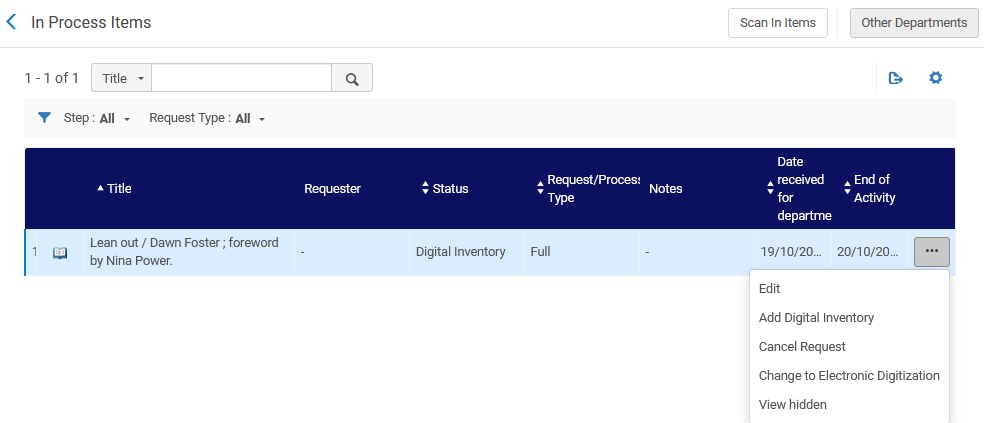 In Process Items
Scan In Items
Other Departments
1 - 1 of 1
Title
Step : All
Request Type : All
Title
Requester
Status
Request/Process
Type
Notes
Date
received
for
departme
End of
Activity
1
Lean out / Dawn Foster ; foreword
by Nina Power.
-
Digital Inventory
Full
-
19/10/20...
20/10/20...
Edit
Add Digital Inventory
Cancel Request
Change to Electronic Digitization
View hidden